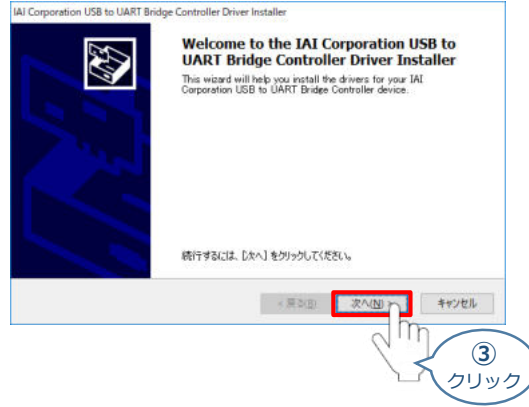 IAI Corporation USB to UART Bridge Controller Driver Installer
Welcome to the IAI Corporation USB to
UART Bridge Controller Driver Installer
This wizard will help you install the drivers for your IAI
Corporation USB to UART Bridge Controller device.
続行するには、[次へ] をクリックしてください。
< 戻る(B)
次へ(N) >
キャンセル
③
クリック